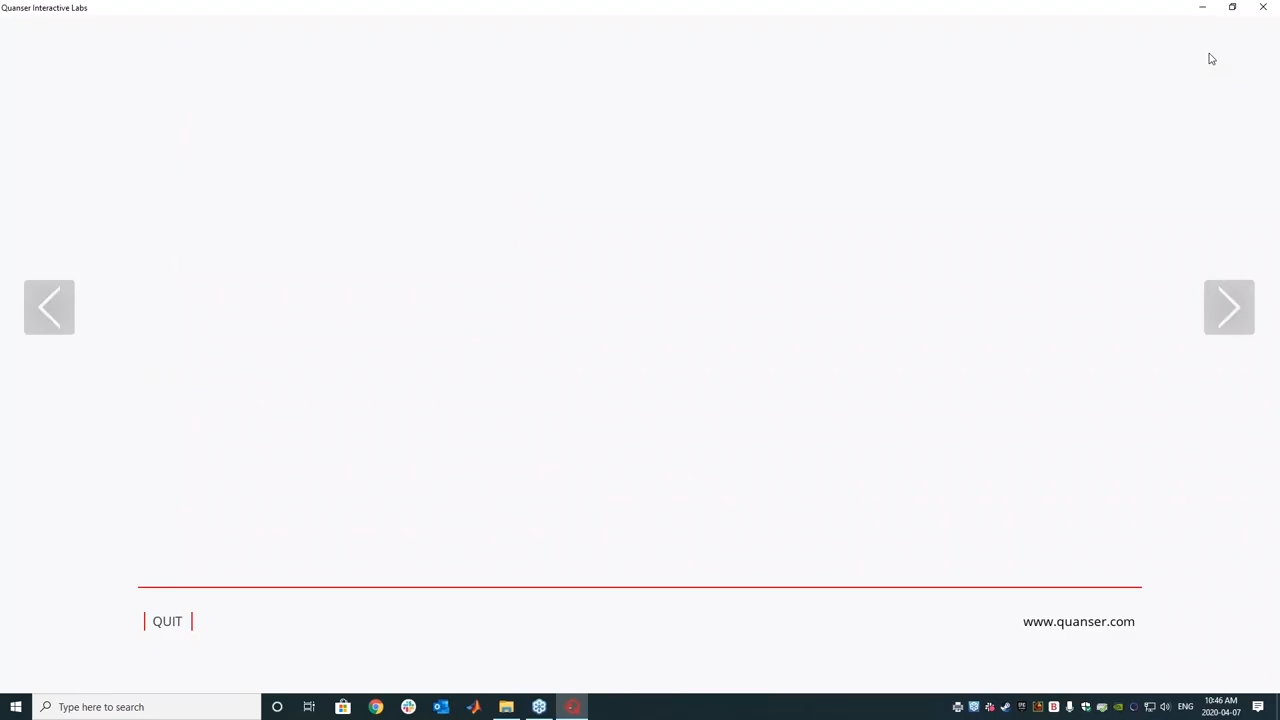 Quanser Interactive Labs
QUIT
www.quanser.com
Type here to search
ENG
10:46 AM
2020-04-07